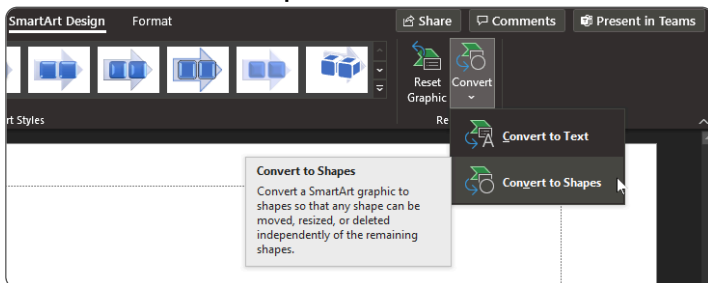 SmartArt Design Format Share Comments Present in Teams
Reset
Graphic
Convert
rt Styles
Re
Convert to Text
Convert to Shapes
Convert to Shapes
Convert a SmartArt graphic to
shapes so that any shape can be
moved, resized, or deleted
independently of the remaining
shapes.